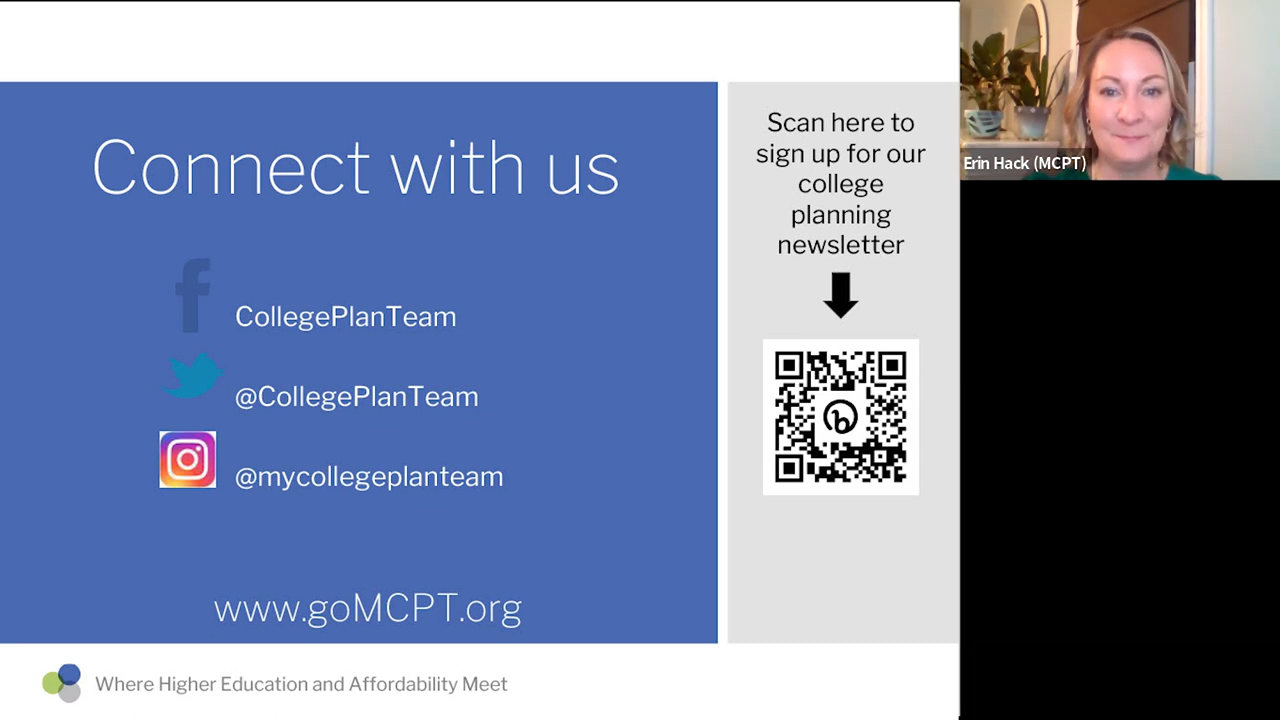 Connect with us
CollegePlanTeam
@CollegePlanTeam
@mycollegeplanteam
www.goMCPT.org
Scan here to
sign up for our
college
planning
newsletter
Erin Hack (MCPT)
Where Higher Education and Affordability Meet